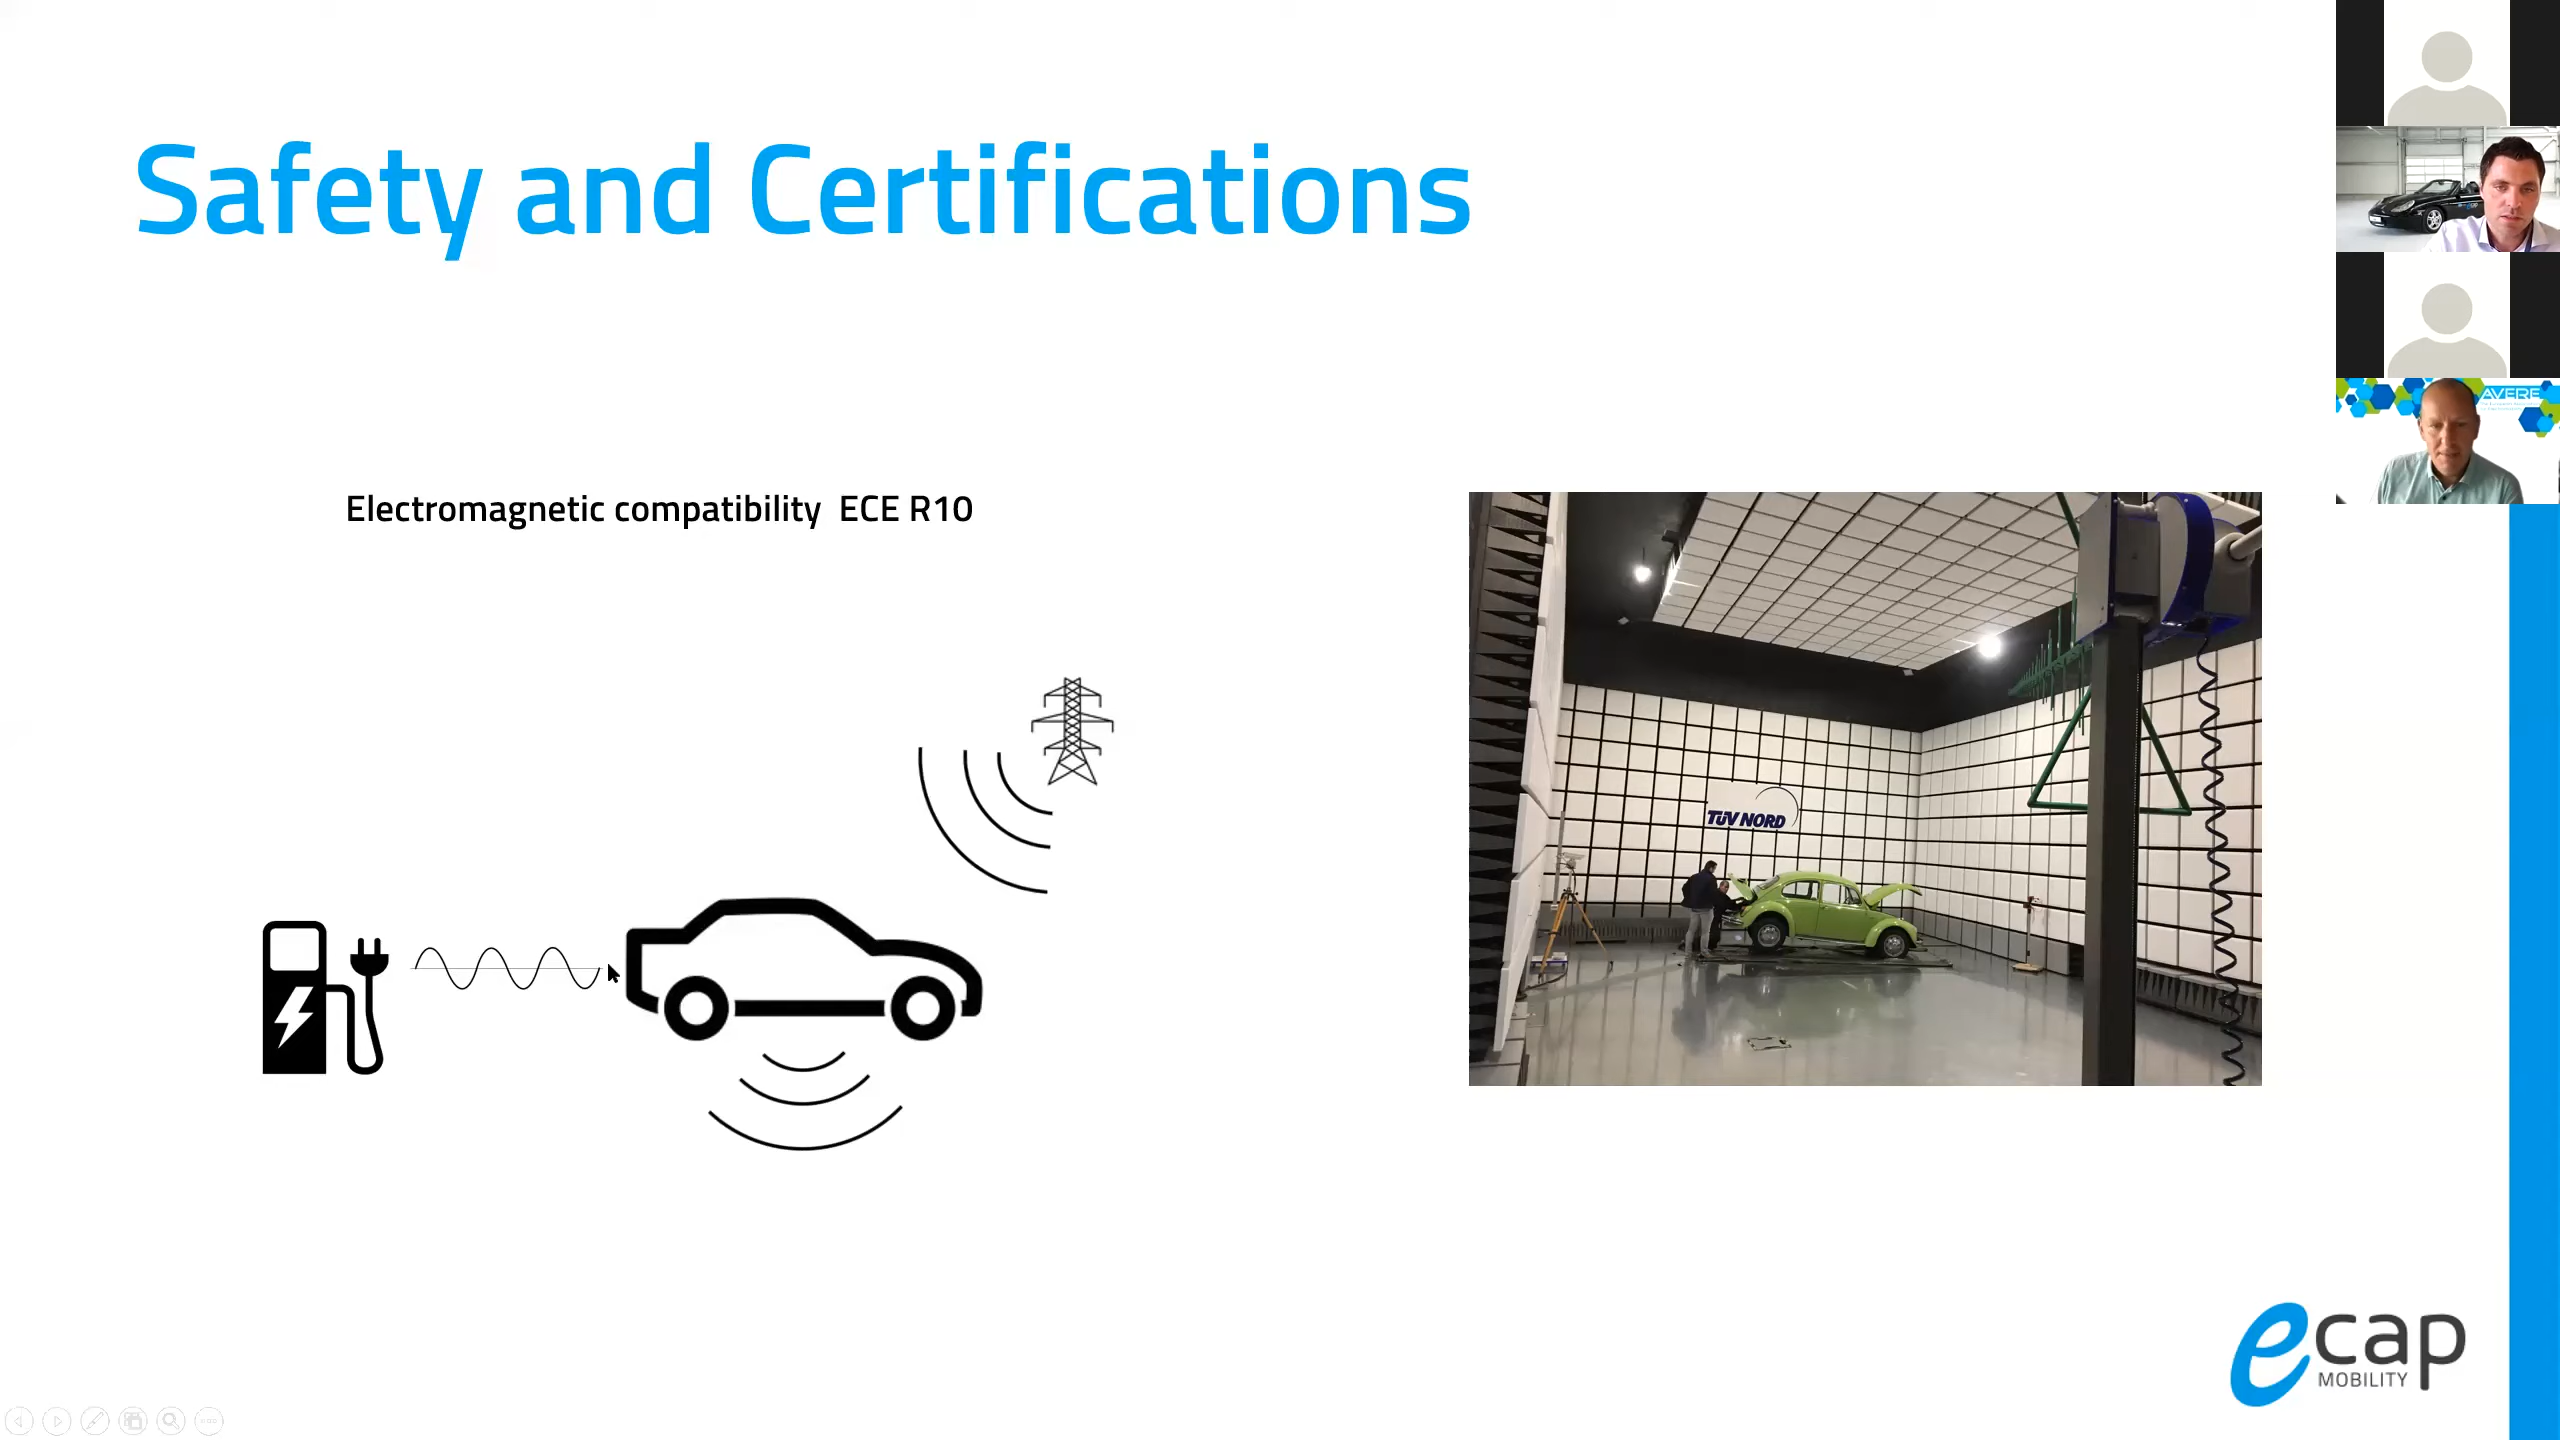 Safety and Certifications
AVERE
Electromagnetic compatibility ECE R10
TÜV NORD
ecap
MOBILITY